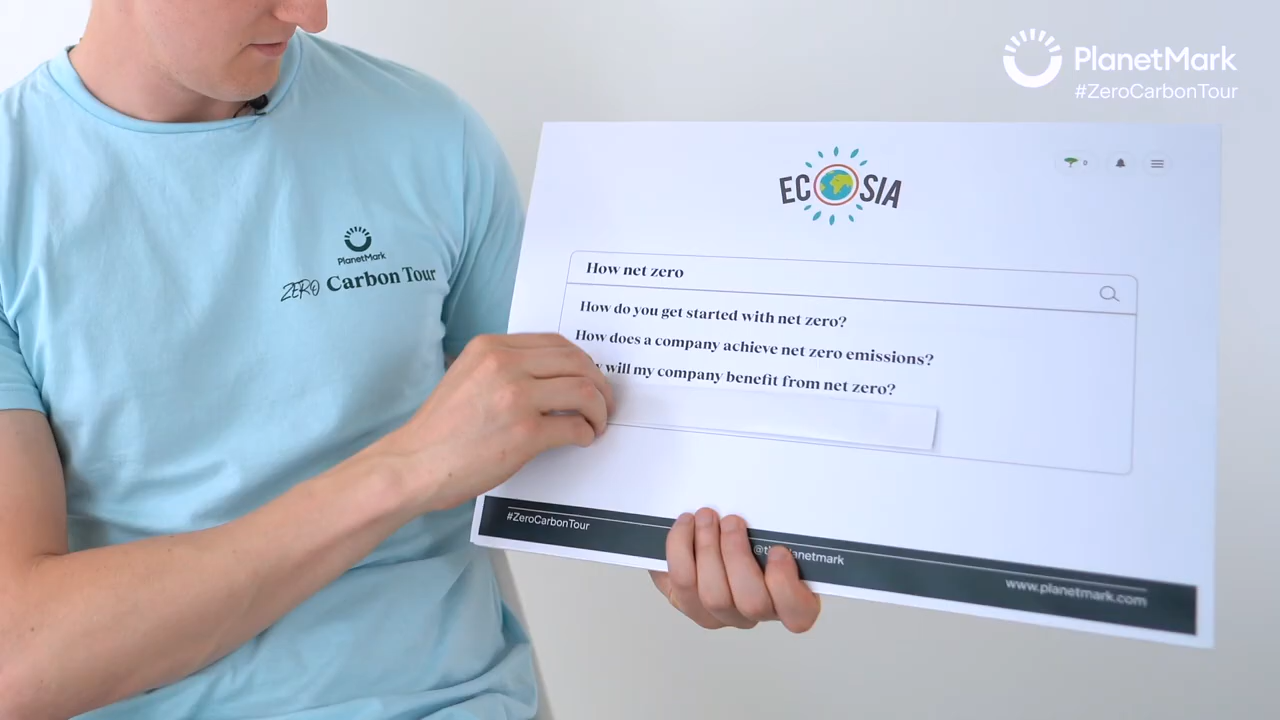 PlanetMark
#ZeroCarbonTour
PlanetMark
ZERO Carbon Tour
ECOSIA
0
How net zero
How do you get started with net zero?
How does a company achieve net zero emissions?
will my company benefit from net zero?
#ZeroCarbonTour
www.planetmark.com